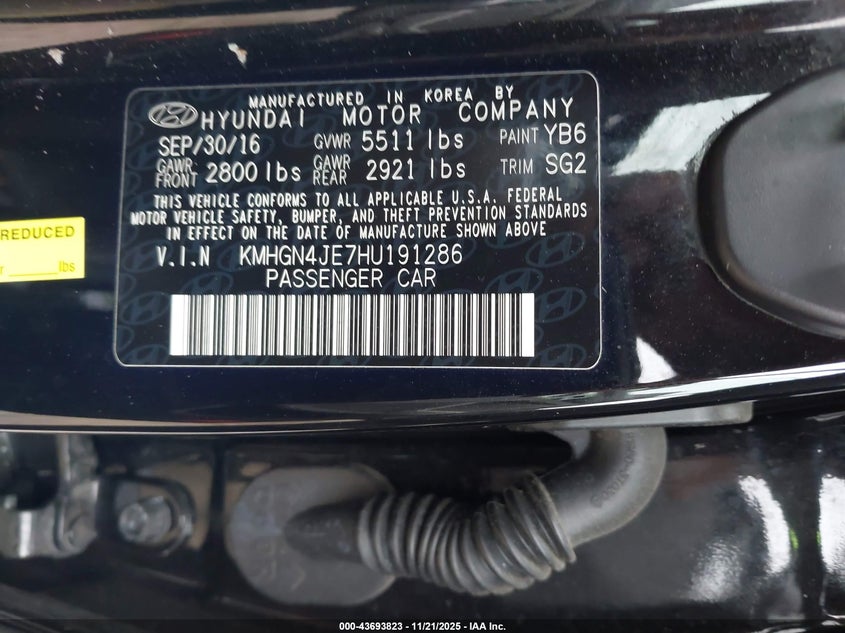 MANUFACTURED IN KOREA BY
HYUNDAI MOTOR COMPANY
SEP/30/16 GVWR 5511 lbs PAINT YB6
GAWR FRONT 2800 lbs GAWR REAR 2921 lbs TRIM SG2
THIS VEHICLE CONFORMS TO ALL APPLICABLE U.S.A. FEDERAL
MOTOR VEHICLE SAFETY, BUMPER, AND THEFT PREVENTION STANDARDS
IN EFFECT ON THE DATE OF MANUFACTURE SHOWN ABOVE
V.I.N KMHGN4JE7HU191286
PASSENGER CAR
REDUCED
lbs
000-43693823 - 11/21/2025 - IAA Inc.